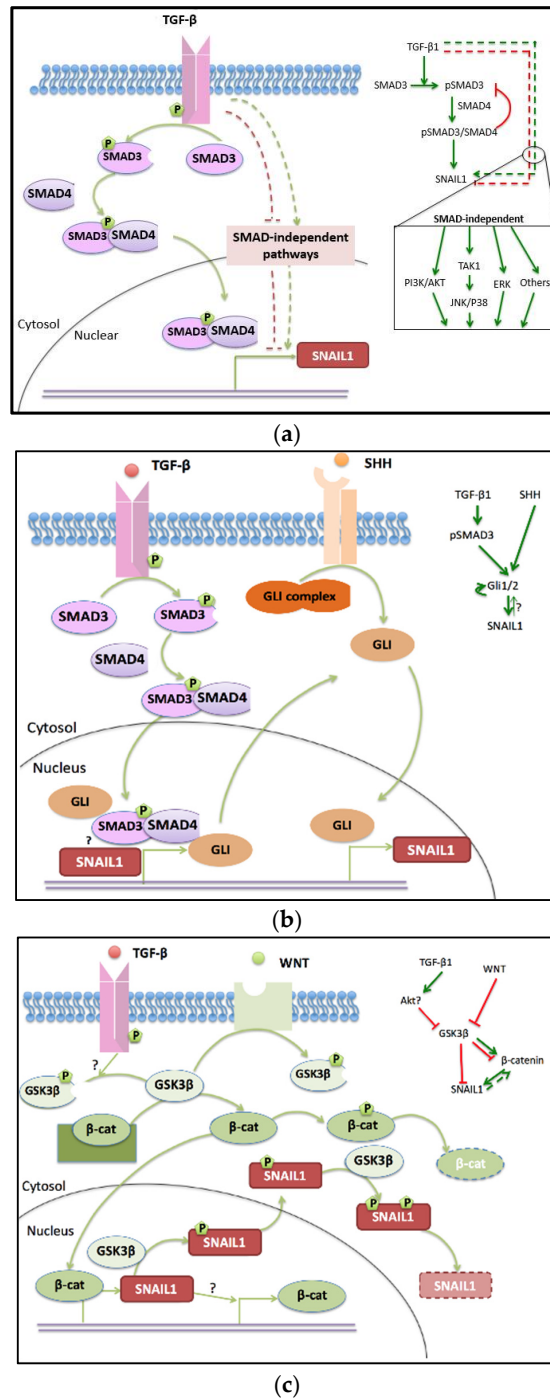 TGF-β
P
P
SMAD3
SMAD3
SMAD4
P
SMAD3
SMAD4
SMAD-independent
pathways
Cytosol
Nuclear
P
SMAD3
SMAD4
SNAIL1
TGF-β1
SMAD3
pSMAD3
SMAD4
pSMAD3/SMAD4
SNAIL1
SMAD-independent
PI3K/AKT
TAK1
JNK/P38
ERK
Others
(a)
TGF-β
SHH
P
SMAD3
P
SMAD3
GLI complex
SMAD4
P
SMAD3
SMAD4
GLI
Cytosol
Nucleus
GLI
P
SMAD3
SMAD4
?
SNAIL1
GLI
GLI
SNAIL1
TGF-β1
SHH
pSMAD3
Gli1/2
?
SNAIL1
(b)
TGF-β
WNT
P
?
P
GSK3β
GSK3β
P
GSK3β
β-cat
β-cat
P
β-cat
β-cat
GSK3β
P
SNAIL1
P
P
SNAIL1
Cytosol
Nucleus
P
SNAIL1
GSK3β
β-cat
SNAIL1
?
β-cat
SNAIL1
TGF-β1
WNT
Akt?
GSK3β
β-catenin
SNAIL1
(c)